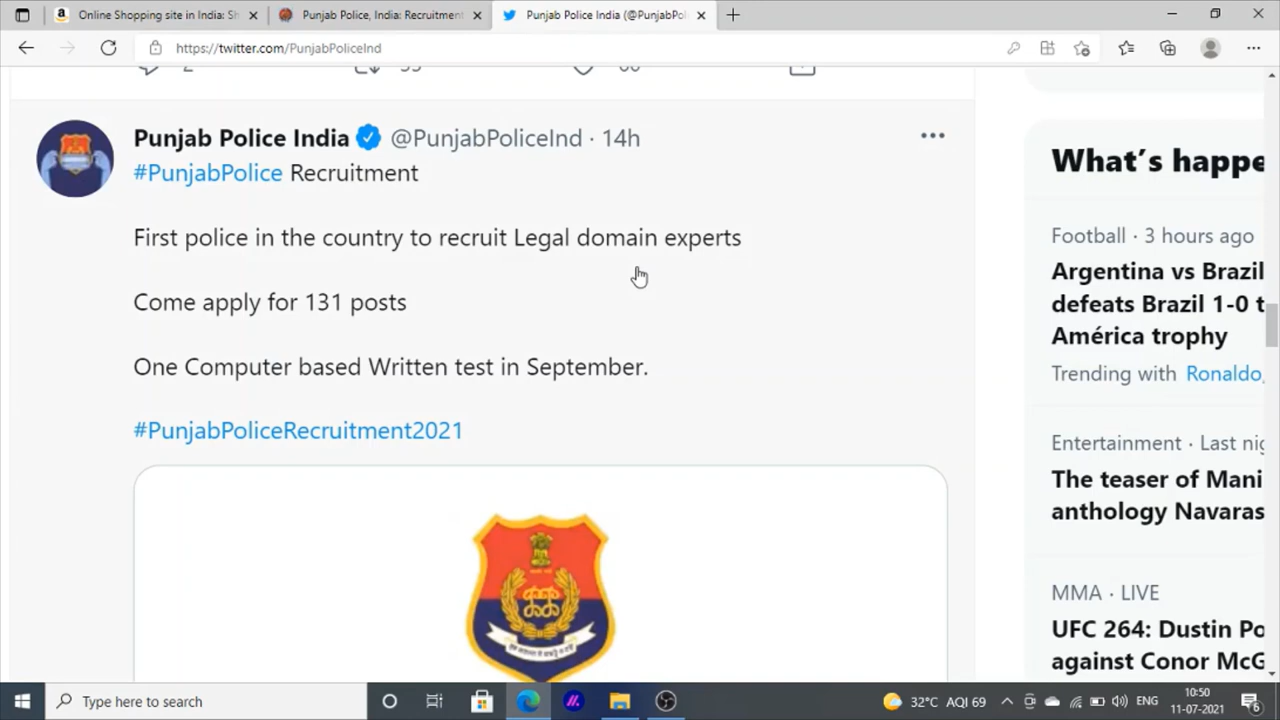 Online Shopping site in India: Sh
Punjab Police, India: Recruitment
Punjab Police India (@PunjabPol
https://twitter.com/PunjabPoliceInd
Punjab Police India @PunjabPoliceInd · 14h
#PunjabPolice Recruitment
First police in the country to recruit Legal domain experts
Come apply for 131 posts
One Computer based Written test in September.
#PunjabPoliceRecruitment2021
What's happe
Football · 3 hours ago
Argentina vs Brazil
defeats Brazil 1-0 t
América trophy
Trending with Ronaldo,
Entertainment · Last nig
The teaser of Mani
anthology Navaras
MMA · LIVE
UFC 264: Dustin Po
against Conor McG
Type here to search
32°C AQI 69
ENG
10:50
11-07-2021
6